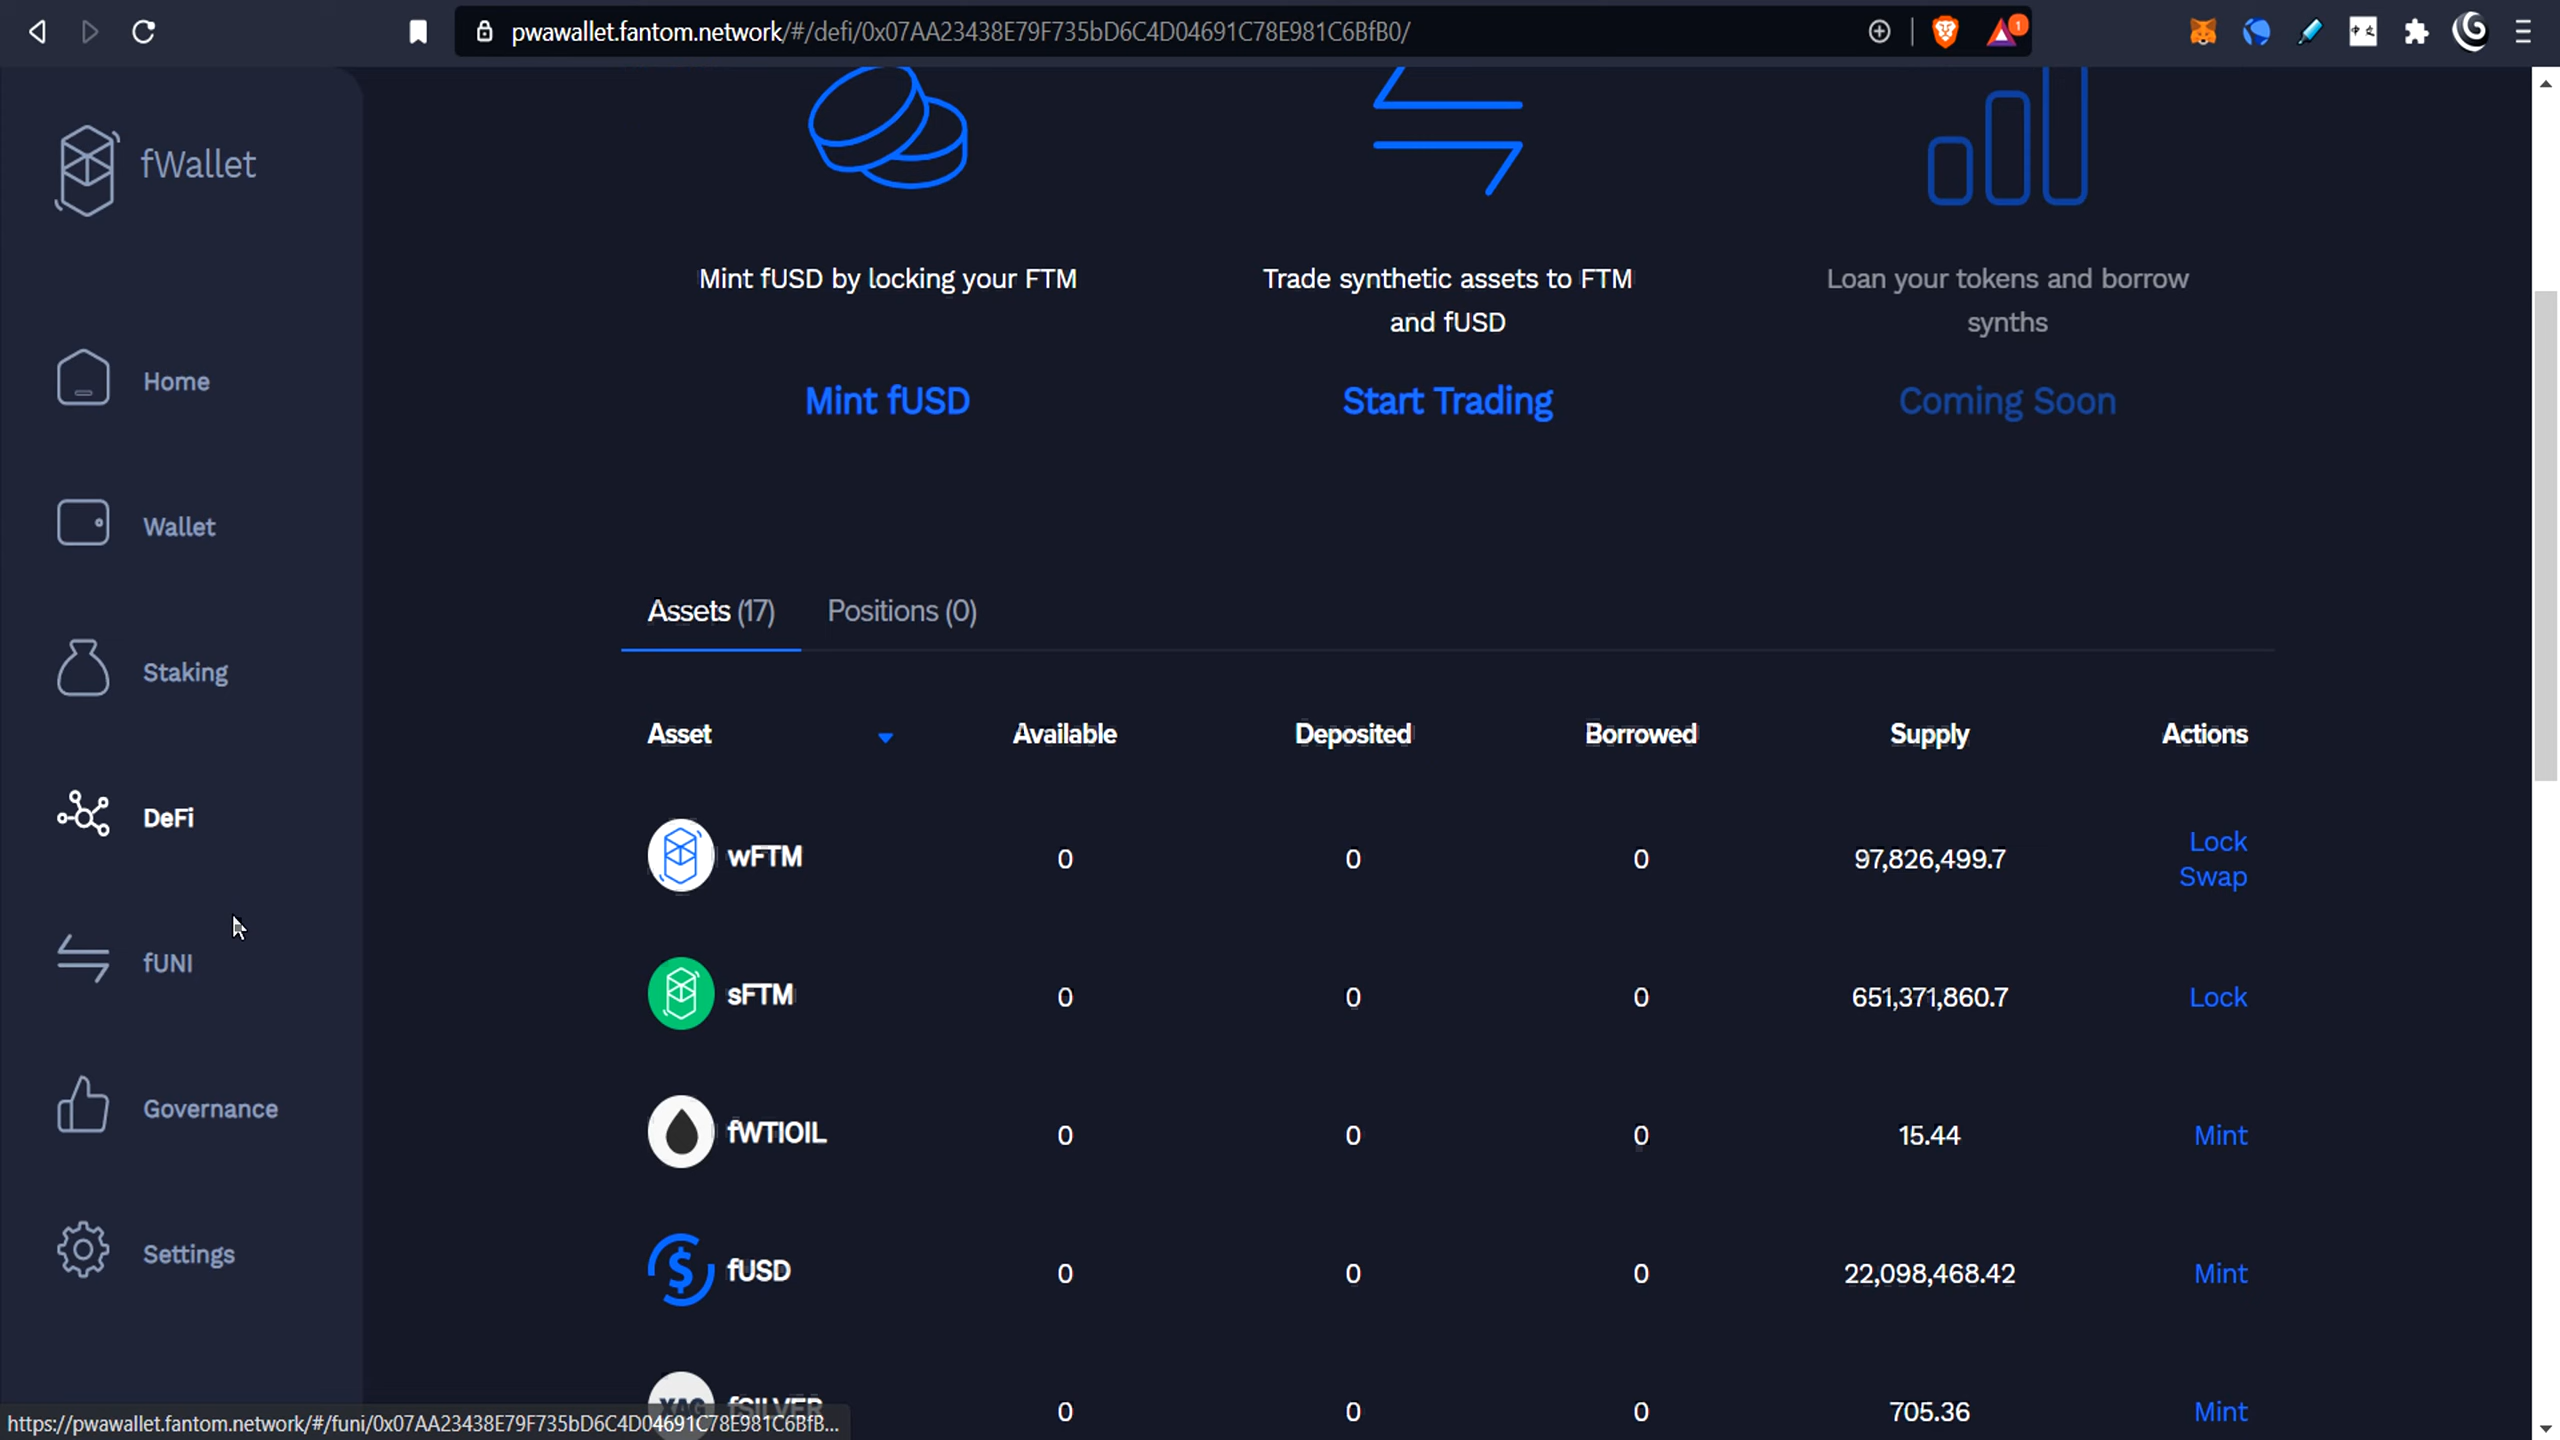 pwawallet.fantom.network/#/defi/0x07AA23438E79F735bD6C4D04691C78E981C6BfB0/
1
fWallet
Home
Wallet
Staking
DeFi
fUNI
Governance
Settings
Mint fUSD by locking your FTM
Mint fUSD
Trade synthetic assets to FTM
and fUSD
Start Trading
Loan your tokens and borrow
synths
Coming Soon
Assets (17) Positions (0)
Asset Available Deposited Borrowed Supply Actions
wFTM 0 0 0 97,826,499.7 Lock
Swap
sFTM 0 0 0 651,371,860.7 Lock
fWTIOIL 0 0 0 15.44 Mint
fUSD 0 0 0 22,098,468.42 Mint
XAG fSILVER 0 0 0 705.36 Mint
https://pwawallet.fantom.network/#/funi/0x07AA23438E79F735bD6C4D04691C78E981C6BfB...